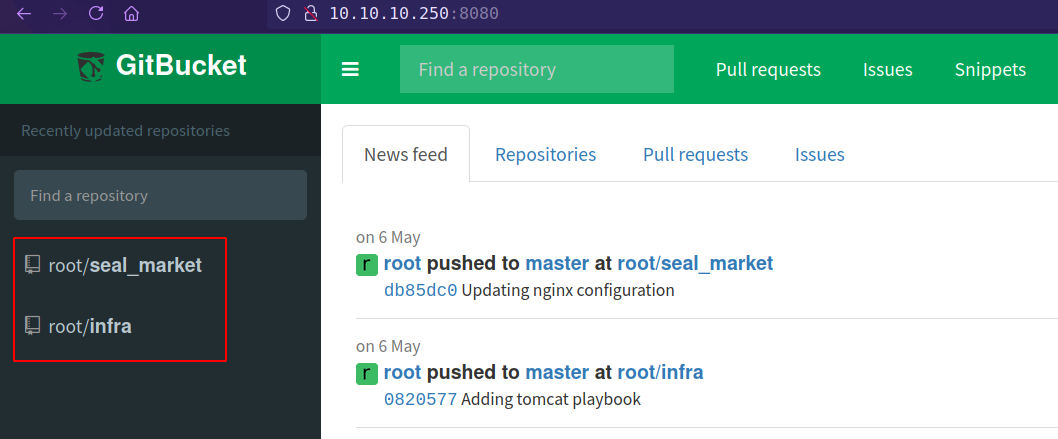 10.10.10.250:8080
GitBucket
Find a repository
Pull requests
Issues
Snippets
Recently updated repositories
Find a repository
root/seal_market
root/infra
News feed
Repositories
Pull requests
Issues
on 6 May
r root pushed to master at root/seal_market
db85dc0 Updating nginx configuration
on 6 May
r root pushed to master at root/infra
0820577 Adding tomcat playbook